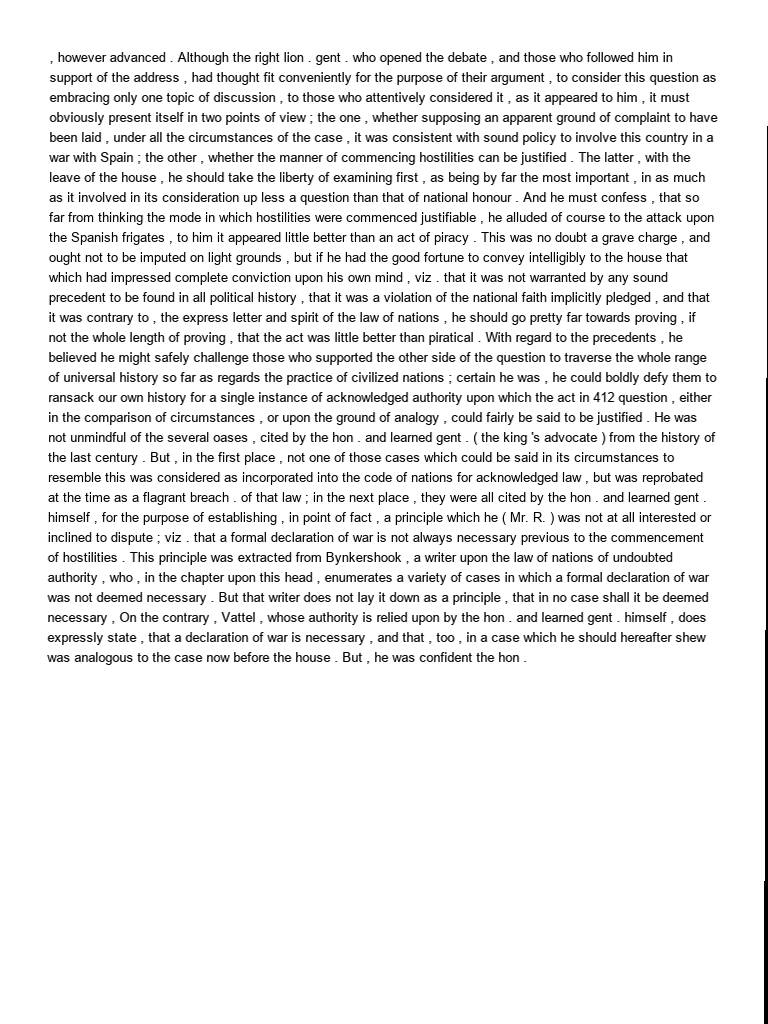 , however advanced . Although the right lion . gent . who opened the debate , and those who followed him in
support of the address , had thought fit conveniently for the purpose of their argument , to consider this question as
embracing only one topic of discussion , to those who attentively considered it , as it appeared to him , it must
obviously present itself in two points of view ; the one , whether supposing an apparent ground of complaint to have
been laid , under all the circumstances of the case , it was consistent with sound policy to involve this country in a
war with Spain ; the other , whether the manner of commencing hostilities can be justified . The latter , with the
leave of the house , he should take the liberty of examining first , as being by far the most important , in as much
as it involved in its consideration up less a question than that of national honour . And he must confess , that so
far from thinking the mode in which hostilities were commenced justifiable , he alluded of course to the attack upon
the Spanish frigates , to him it appeared little better than an act of piracy . This was no doubt a grave charge , and
ought not to be imputed on light grounds , but if he had the good fortune to convey intelligibly to the house that
which had impressed complete conviction upon his own mind , viz . that it was not warranted by any sound
precedent to be found in all political history , that it was a violation of the national faith implicitly pledged , and that
it was contrary to , the express letter and spirit of the law of nations , he should go pretty far towards proving , if
not the whole length of proving , that the act was little better than piratical . With regard to the precedents , he
believed he might safely challenge those who supported the other side of the question to traverse the whole range
of universal history so far as regards the practice of civilized nations ; certain he was , he could boldly defy them to
ransack our own history for a single instance of acknowledged authority upon which the act in 412 question , either
in the comparison of circumstances , or upon the ground of analogy , could fairly be said to be justified . He was
not unmindful of the several oases , cited by the hon . and learned gent . ( the king 's advocate ) from the history of
the last century . But , in the first place , not one of those cases which could be said in its circumstances to
resemble this was considered as incorporated into the code of nations for acknowledged law , but was reprobated
at the time as a flagrant breach . of that law ; in the next place , they were all cited by the hon . and learned gent .
himself , for the purpose of establishing , in point of fact , a principle which he ( Mr. R. ) was not at all interested or
inclined to dispute ; viz . that a formal declaration of war is not always necessary previous to the commencement
of hostilities . This principle was extracted from Bynkershook , a writer upon the law of nations of undoubted
authority , who , in the chapter upon this head , enumerates a variety of cases in which a formal declaration of war
was not deemed necessary . But that writer does not lay it down as a principle , that in no case shall it be deemed
necessary , On the contrary , Vattel , whose authority is relied upon by the hon . and learned gent . himself , does
expressly state , that a declaration of war is necessary , and that , too , in a case which he should hereafter shew
was analogous to the case now before the house . But , he was confident the hon .